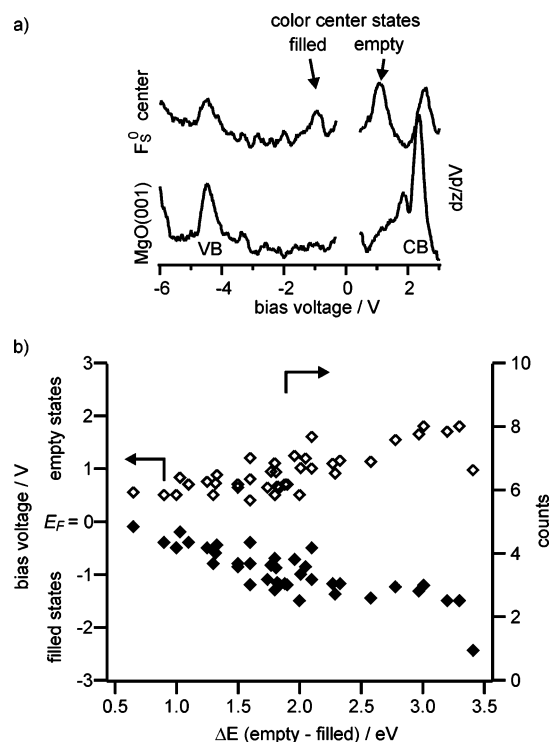 a)
color center states
filled
empty
F_S^0 center
MgO(001)
VB
CB
dz/dV
-6
-4
-2
0
2
bias voltage / V
b)
3
2
1
E_F = 0
-1
-2
-3
bias voltage / V
empty states
filled states
10
8
6
4
2
0
counts
0.5
1.0
1.5
2.0
2.5
3.0
3.5
ΔE (empty - filled) / eV